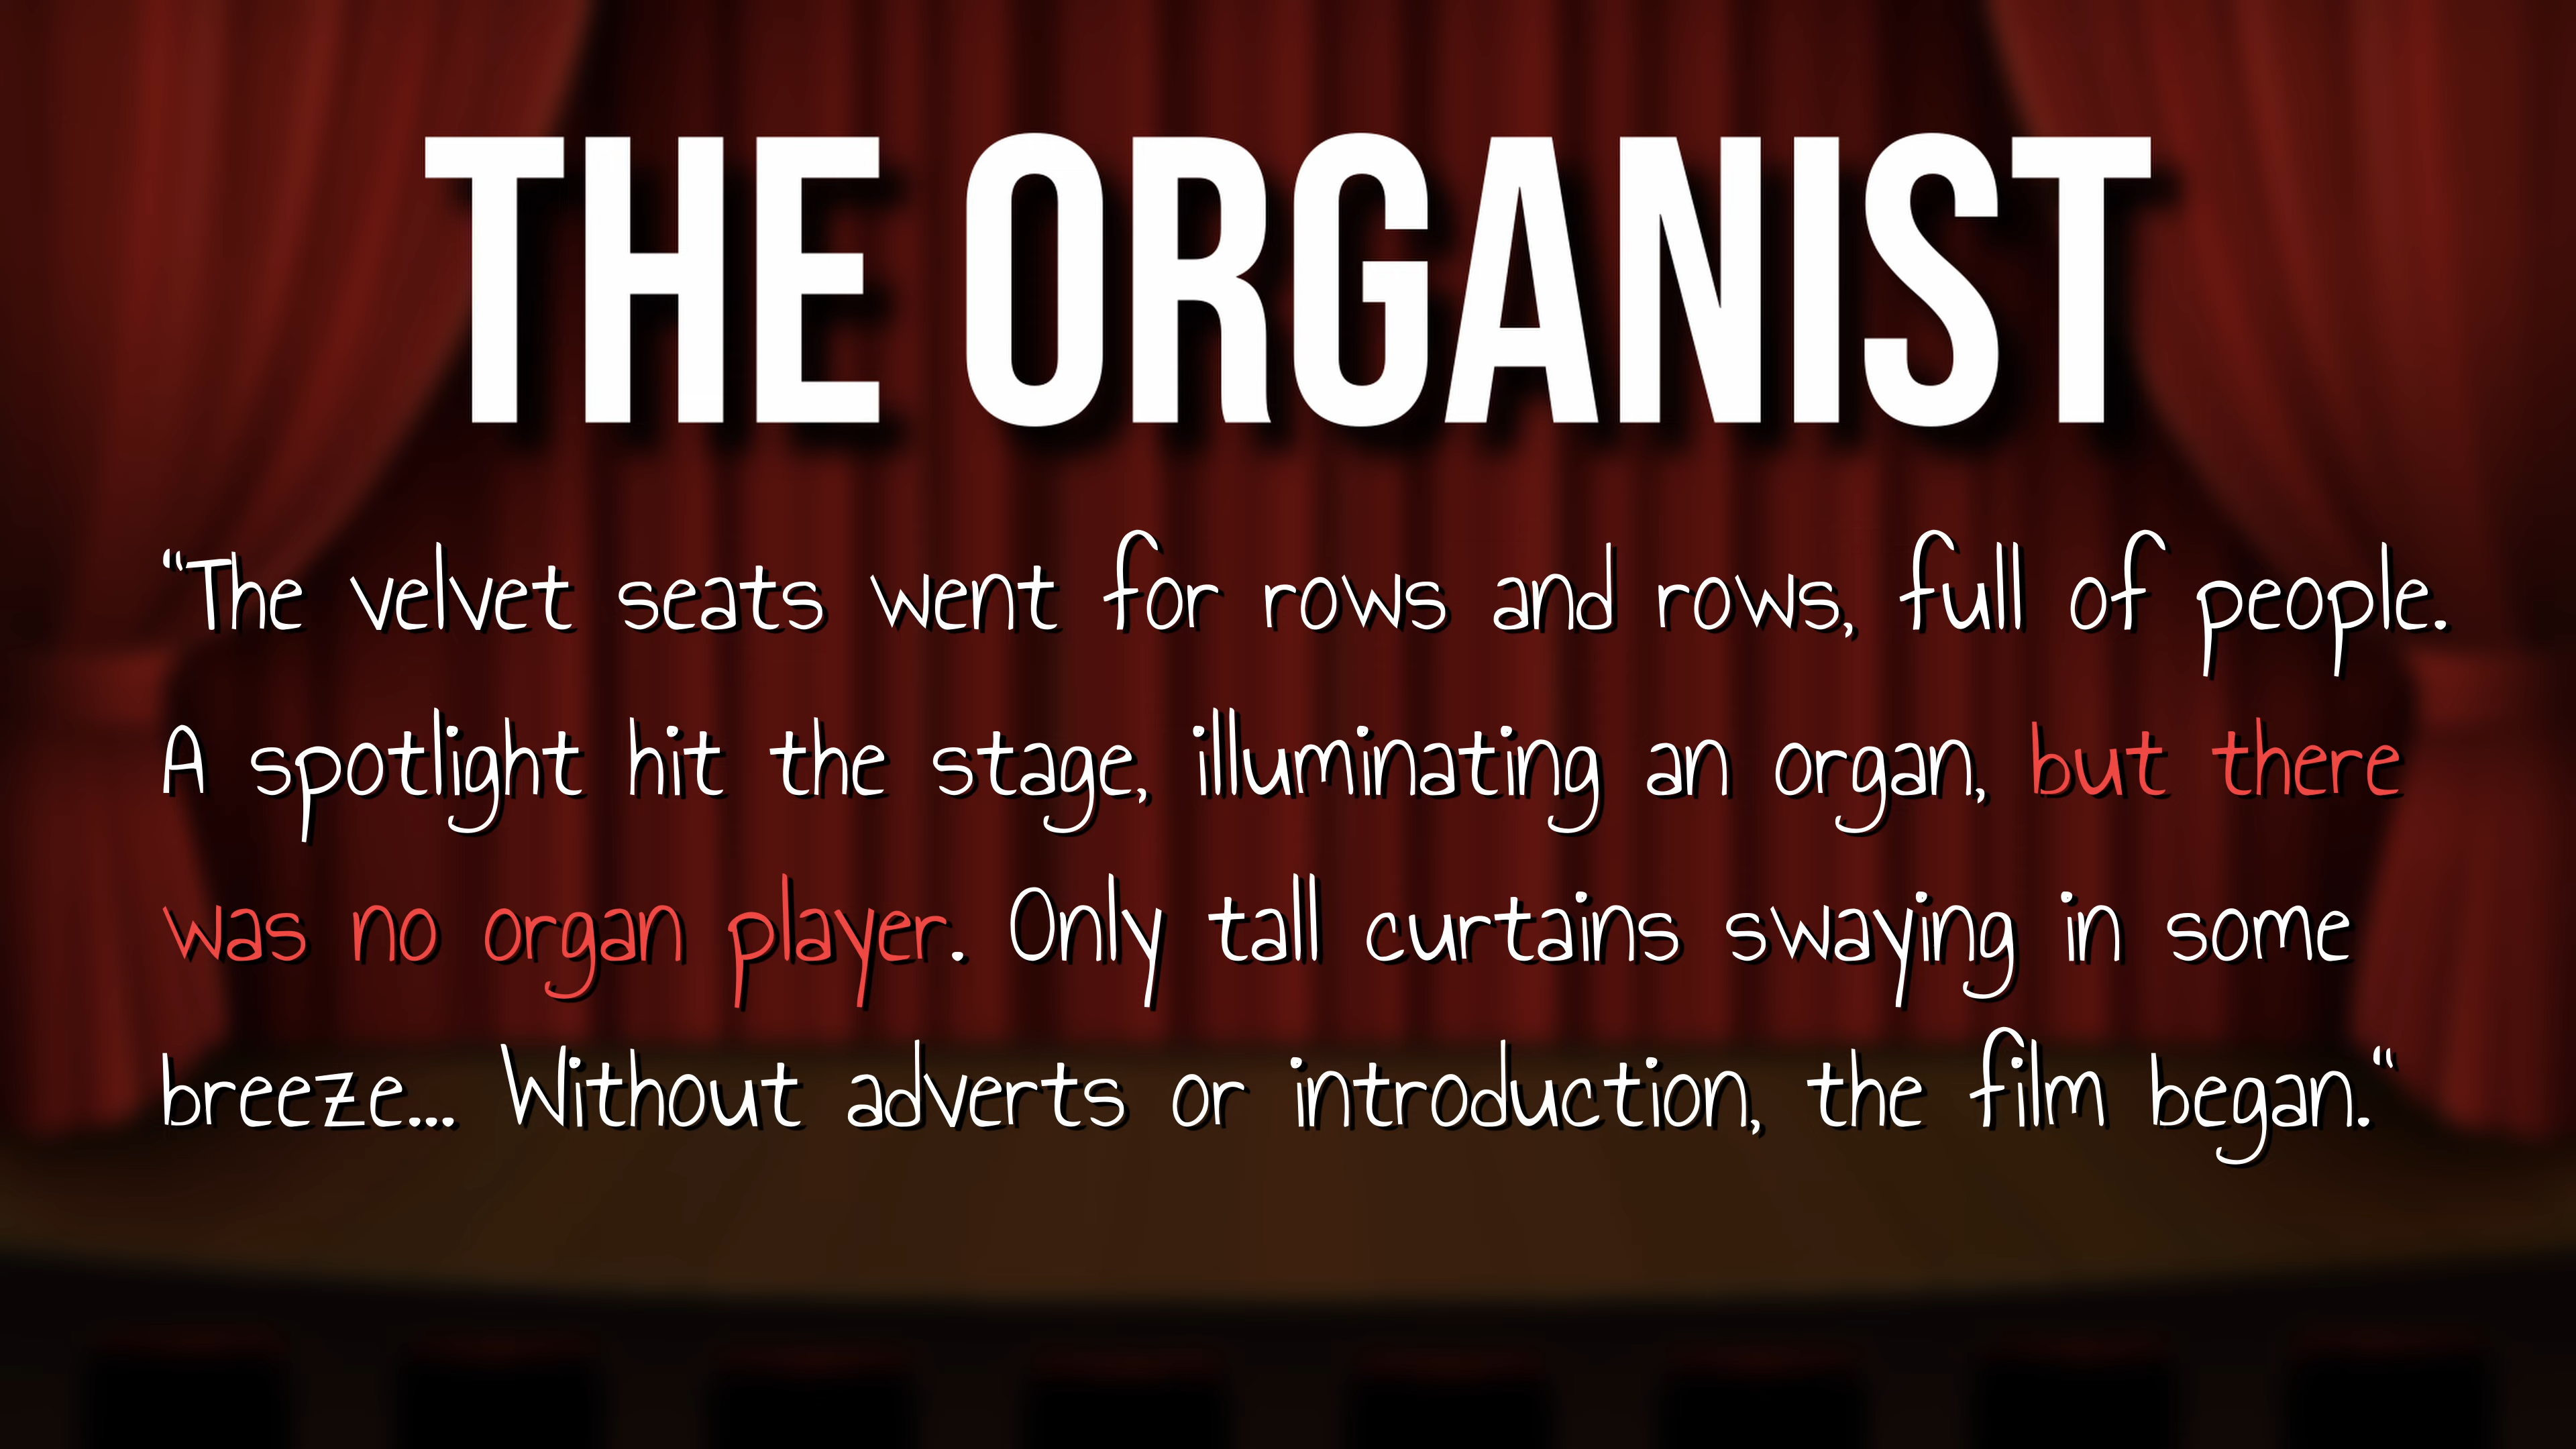 THE ORGANIST
“The velvet seats went for rows and rows, full of people.
A spotlight hit the stage, illuminating an organ, but there
was no organ player. Only tall curtains swaying in some
breeze... Without adverts or introduction, the film began.“